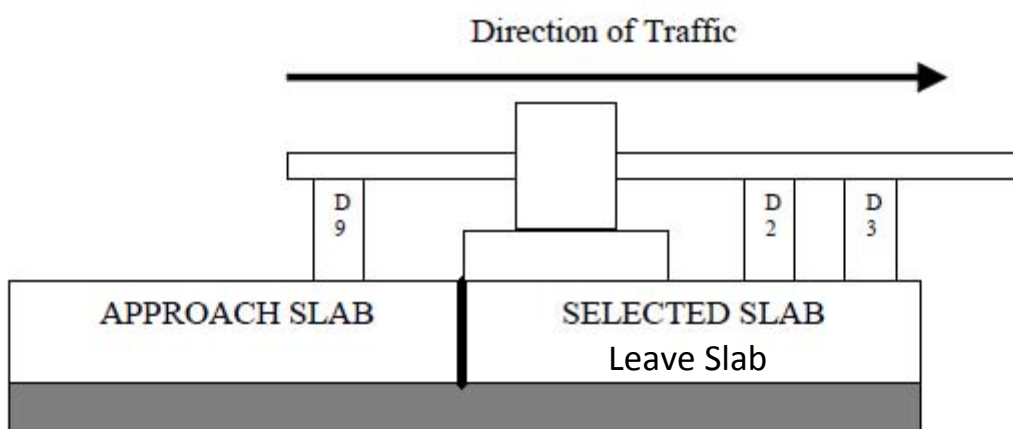 Direction of Traffic
D
9
D
2
D
3
APPROACH SLAB
SELECTED SLAB
Leave Slab